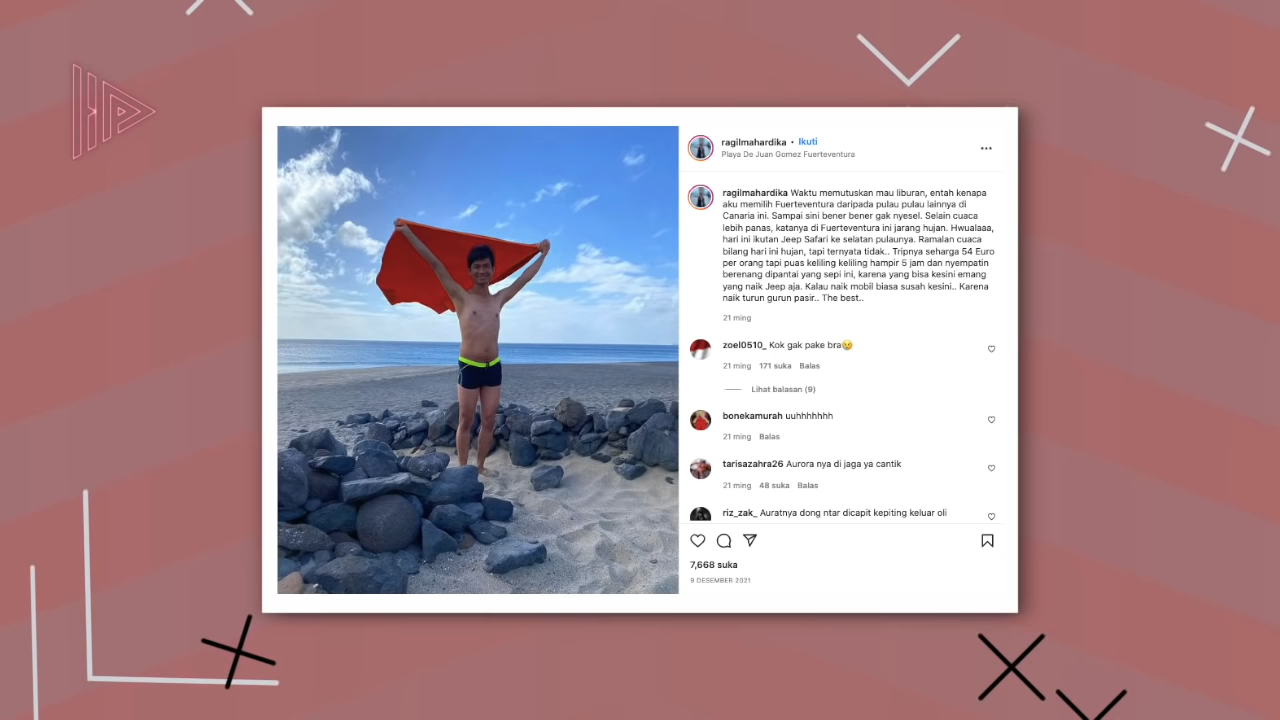 ragilmahardika • Ikuti
Playa De Juan Gomez Fuerteventura
ragilmahardika Waktu memutuskan mau liburan, entah kenapa
aku memilih Fuerteventura daripada pulau pulau lainnya di
Canaria ini. Sampai sini bener bener gak nyesel. Selain cuaca
lebih panas, katanya di Fuerteventura ini jarang hujan. Hwualaaa,
hari ini ikutan Jeep Safari ke selatan pulaunya. Ramalan cuaca
bilang hari ini hujan, tapi ternyata tidak.. Tripnya seharga 54 Euro
per orang tapi puas keliling keliling hampir 5 jam dan nyempatin
berenang dipantai yang sepi ini, karena yang bisa kesini emang
yang naik Jeep aja. Kalau naik mobil biasa susah kesini.. Karena
naik turun gurun pasir.. The best..
21 ming
zoel0510_ Kok gak pake bra😢
21 ming 171 suka Balas
Lihat balasan (9)
bonekamurah uuhhhhhhh
21 ming Balas
tarisazahra26 Aurora nya di jaga ya cantik
21 ming 48 suka Balas
riz_zak_ Auratnya dong ntar dicapit kepiting keluar oli
7,668 suka
9 DESEMBER 2021